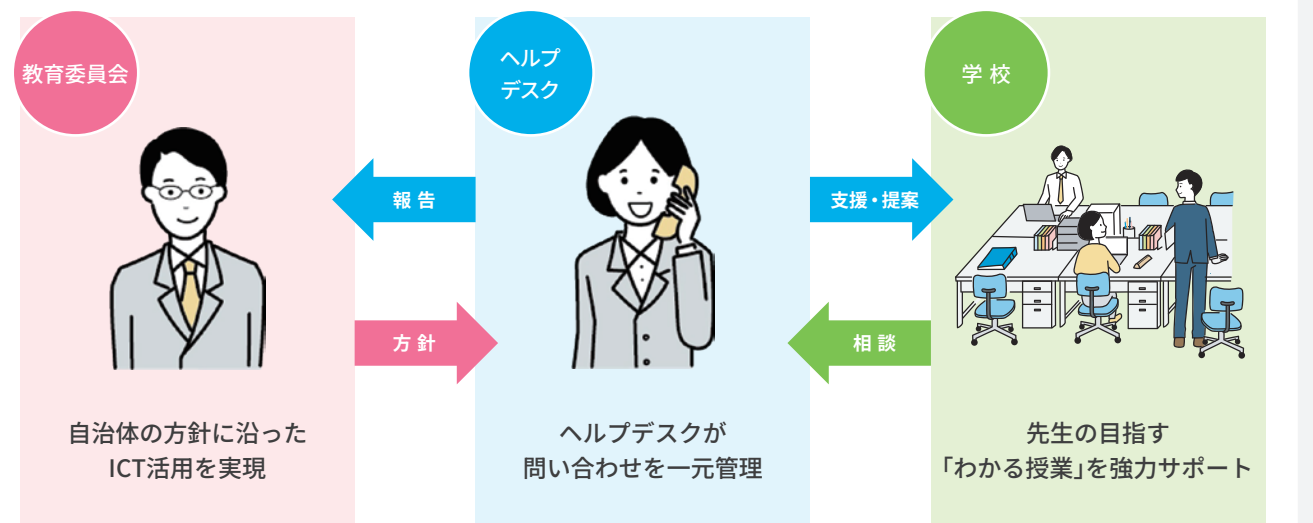 教育委員会
ヘルプ
デスク
学校
報告
支援・提案
方針
相談
自治体の方針に沿った
ICT活用を実現
ヘルプデスクが
問い合わせを一元管理
先生の目指す
「わかる授業」を強力サポート